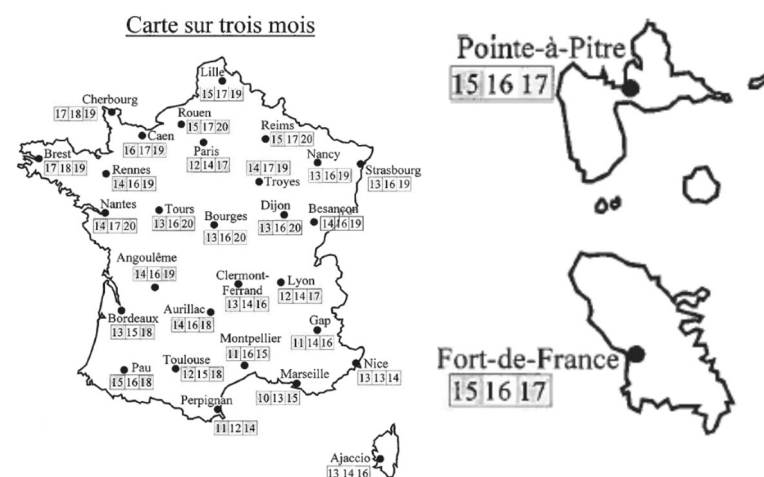 Carte sur trois mois
Lille
15 17 19
Cherbourg
17 18 19
Rouen
15 17 20
Caen
16 17 19
Reims
15 17 20
Paris
12 14 17
Brest
17 18 19
Rennes
14 16 19
14 17 19
Troyes
Nancy
13 16 19
Strasbourg
13 16 19
Nantes
14 17 20
Tours
13 16 20
Bourges
13 16 20
Dijon
13 16 20
Besançon
14 16 19
Angoulême
14 16 19
Clermont-
Ferrand
13 14 16
Lyon
12 14 17
Bordeaux
13 15 18
Aurillac
14 16 18
Gap
11 14 16
Montpellier
11 16 15
Pau
15 16 18
Toulouse
12 15 18
Marseille
10 13 15
Nice
13 13 14
Perpignan
11 12 14
Ajaccio
13 14 16
Pointe-à-Pitre
15 16 17
Fort-de-France
15 16 17